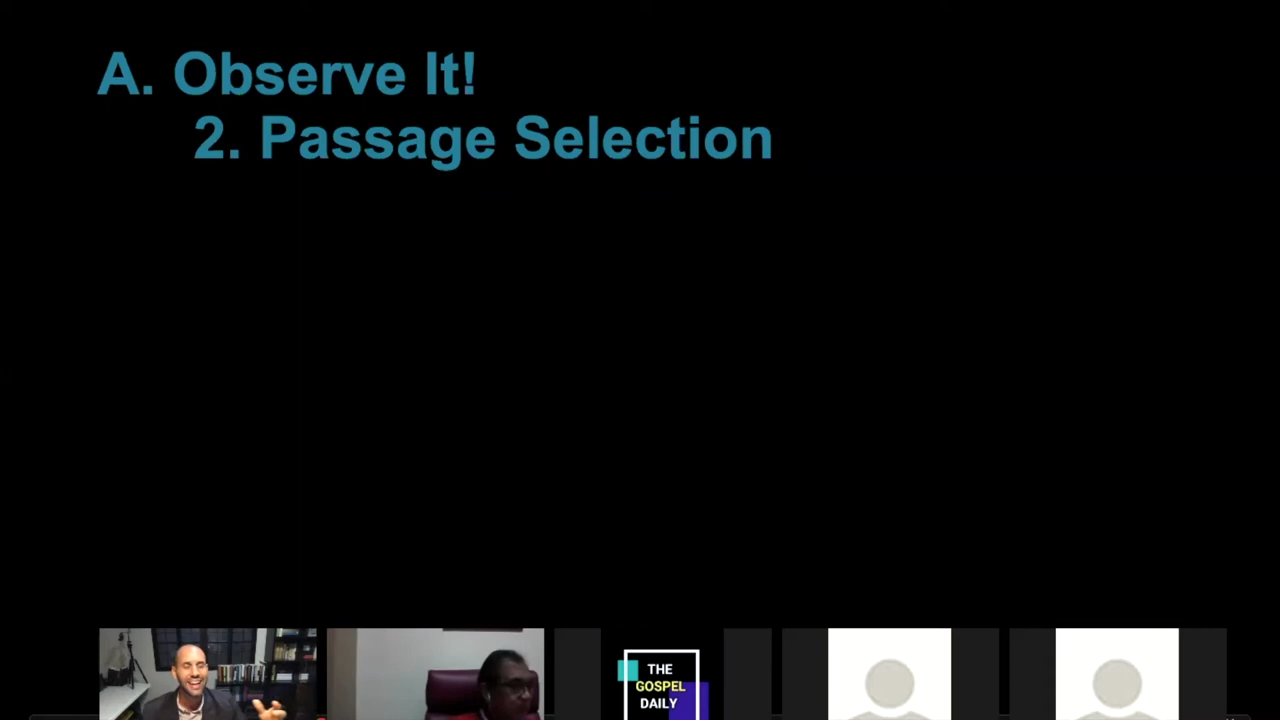 A. Observe It!
2. Passage Selection
THE
GOSPEL
DAILY